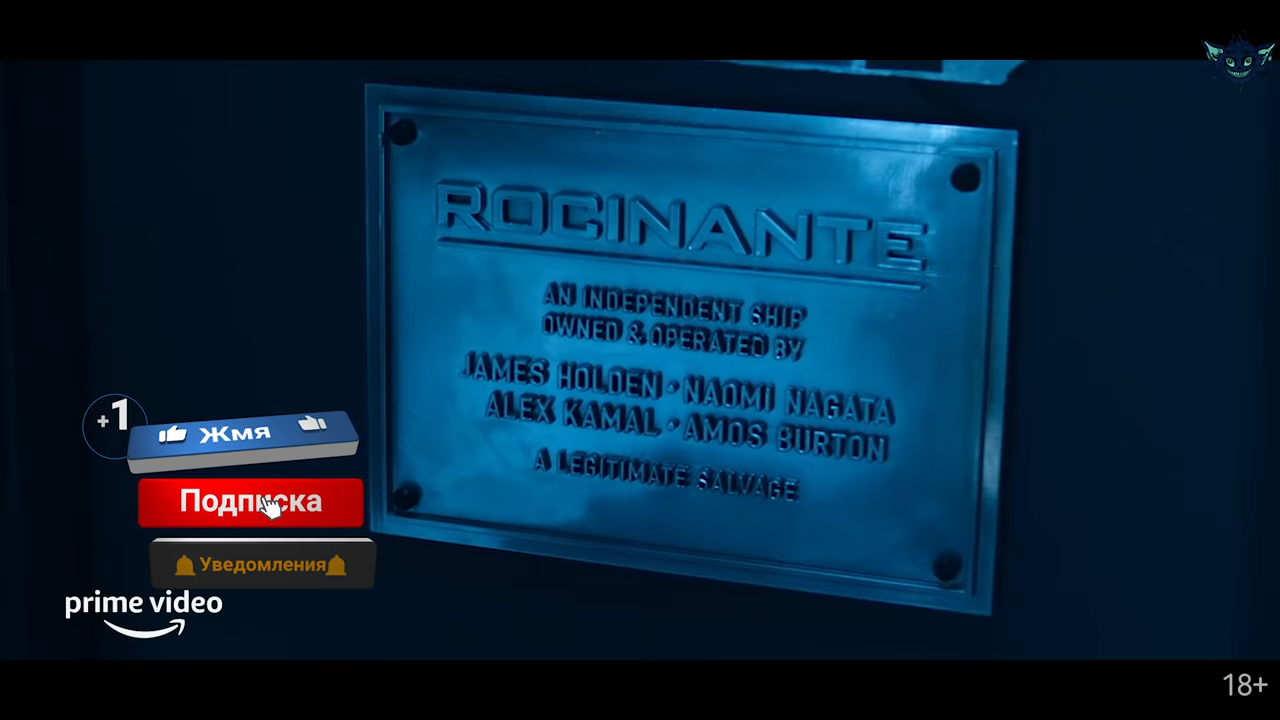 ROCINANTE
AN INDEPENDENT SHIP
OWNED & OPERATED BY
JAMES HOLDEN • NAOMI NAGATA
ALEX KAMAL • AMOS BURTON
A LEGITIMATE SALVAGE
+1
Жмя
Подписка
Уведомления
prime video
18+